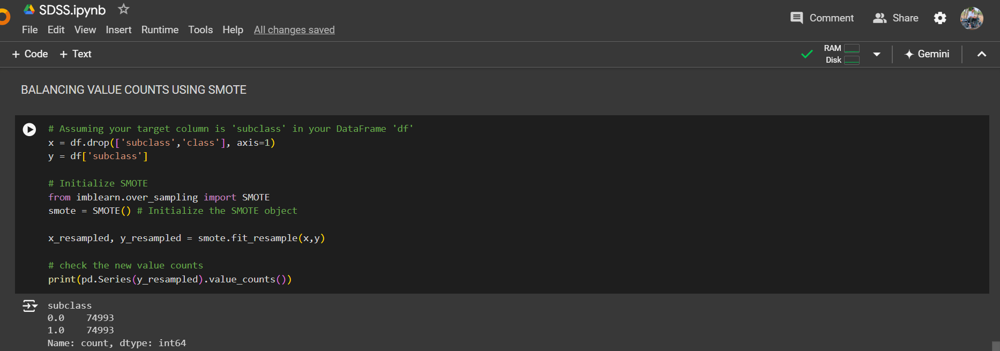 SDSS.ipynb
File Edit View Insert Runtime Tools Help All changes saved
Comment Share
+ Code + Text
RAM
Disk
Gemini
BALANCING VALUE COUNTS USING SMOTE
# Assuming your target column is 'subclass' in your DataFrame 'df'
x = df.drop(['subclass','class'], axis=1)
y = df['subclass']
# Initialize SMOTE
from imblearn.over_sampling import SMOTE
smote = SMOTE() # Initialize the SMOTE object
x_resampled, y_resampled = smote.fit_resample(x,y)
# check the new value counts
print(pd.Series(y_resampled).value_counts())
subclass
0.0    74993
1.0    74993
Name: count, dtype: int64